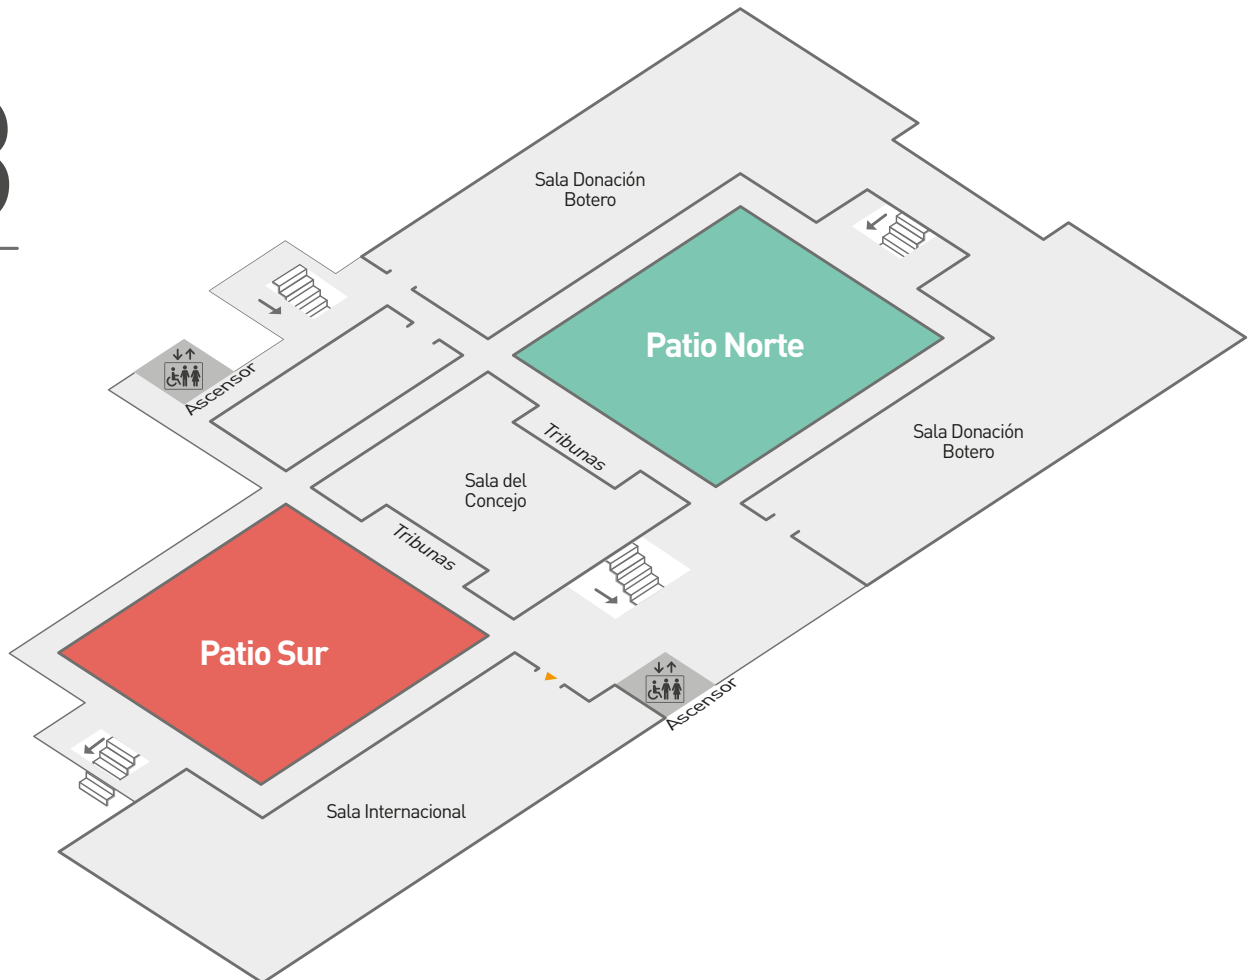 3
Sala Donación
Botero
Patio Norte
Ascensor
Tribunas
Sala Donación
Botero
Sala del
Concejo
Tribunas
Patio Sur
Ascensor
Sala Internacional